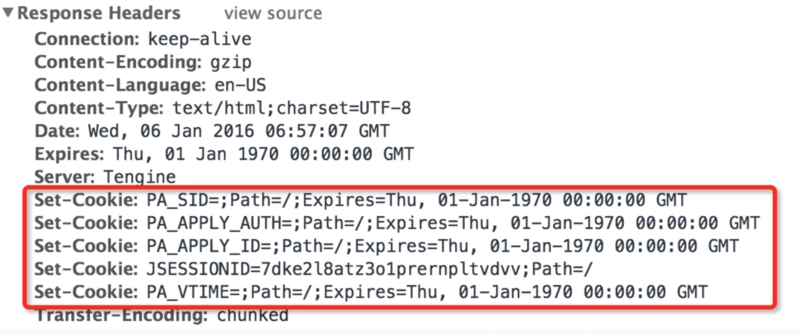 ▼Response Headers view source
Connection: keep-alive
Content-Encoding: gzip
Content-Language: en-US
Content-Type: text/html;charset=UTF-8
Date: Wed, 06 Jan 2016 06:57:07 GMT
Expires: Thu, 01 Jan 1970 00:00:00 GMT
Server: Tengine
Set-Cookie: PA_SID=;Path=/;Expires=Thu, 01-Jan-1970 00:00:00 GMT
Set-Cookie: PA_APPLY_AUTH=;Path=/;Expires=Thu, 01-Jan-1970 00:00:00 GMT
Set-Cookie: PA_APPLY_ID=;Path=/;Expires=Thu, 01-Jan-1970 00:00:00 GMT
Set-Cookie: JSESSIONID=7dke2l8atz3o1prernpltvdvv;Path=/
Set-Cookie: PA_VTIME=;Path=/;Expires=Thu, 01-Jan-1970 00:00:00 GMT
Transfer-Encoding: chunked